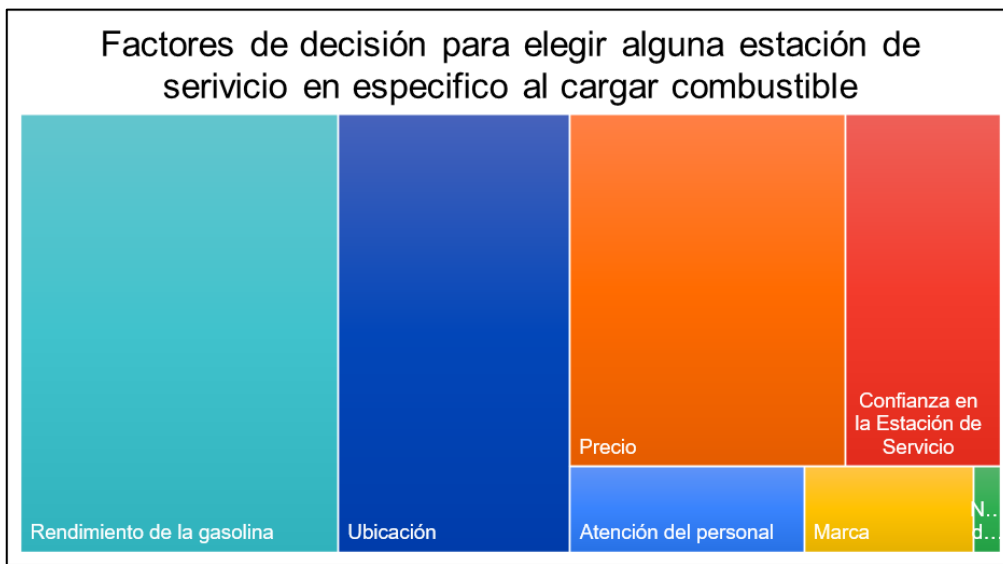 Factores de decisión para elegir alguna estación de
serivicio en especifico al cargar combustible
Rendimiento de la gasolina
Ubicación
Precio
Confianza en
la Estación de
Servicio
Atención del personal
Marca
N...
d...